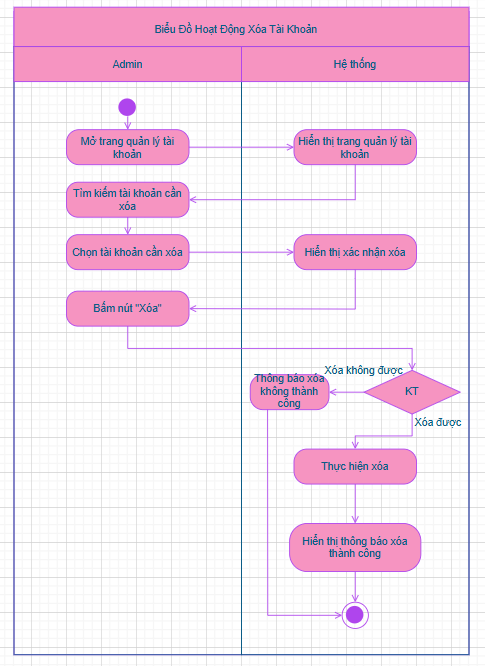 Biểu Đồ Hoạt Động Xóa Tài Khoản
Admin
Hệ thống
Mở trang quản lý tài
khoản
Hiển thị trang quản lý tài
khoản
Tìm kiếm tài khoản cần
xóa
Chọn tài khoản cần xóa
Hiển thị xác nhận xóa
Bấm nút "Xóa"
Xóa không được
Thông báo xóa
không thành
công
KT
Xóa được
Thực hiện xóa
Hiển thị thông báo xóa
thành công